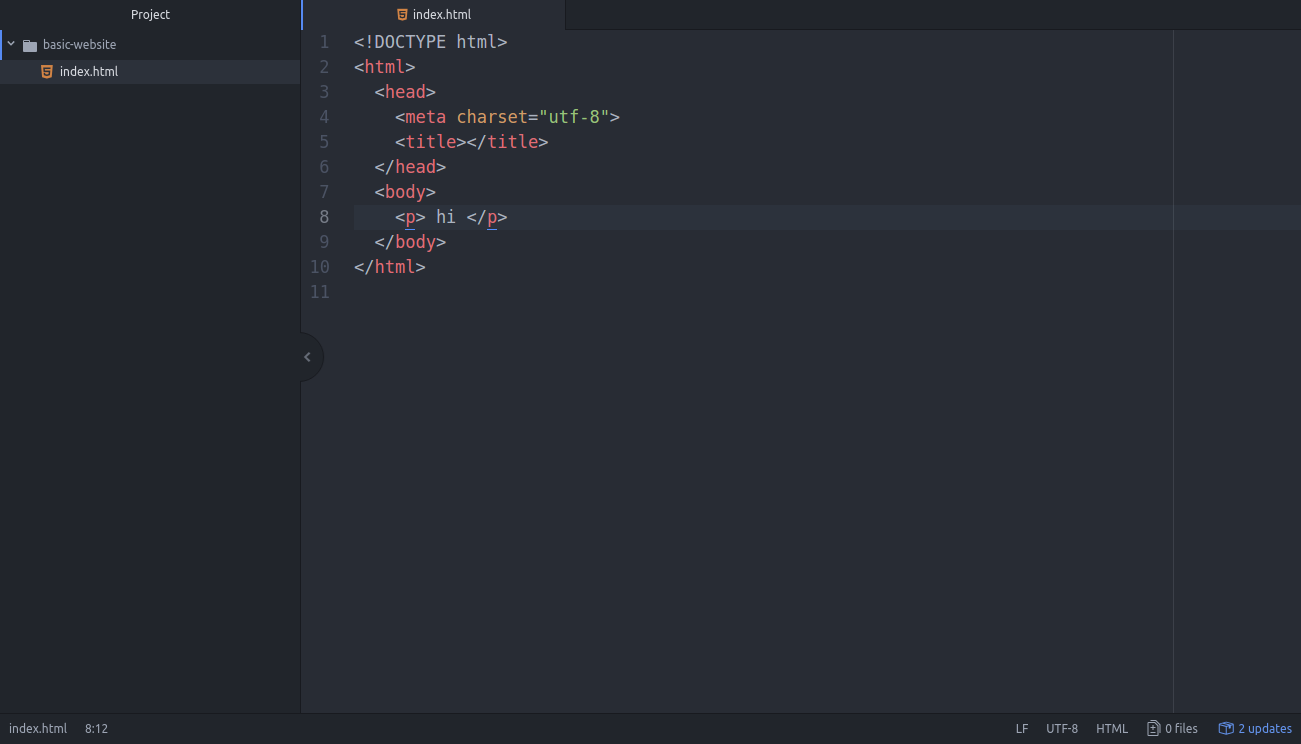 Project
basic-website
index.html
index.html
1 <!DOCTYPE html>
2 <html>
3   <head>
4     <meta charset="utf-8">
5     <title></title>
6   </head>
7   <body>
8     <p> hi </p>
9   </body>
10 </html>
11
index.html 8:12 LF UTF-8 HTML 0 files 2 updates